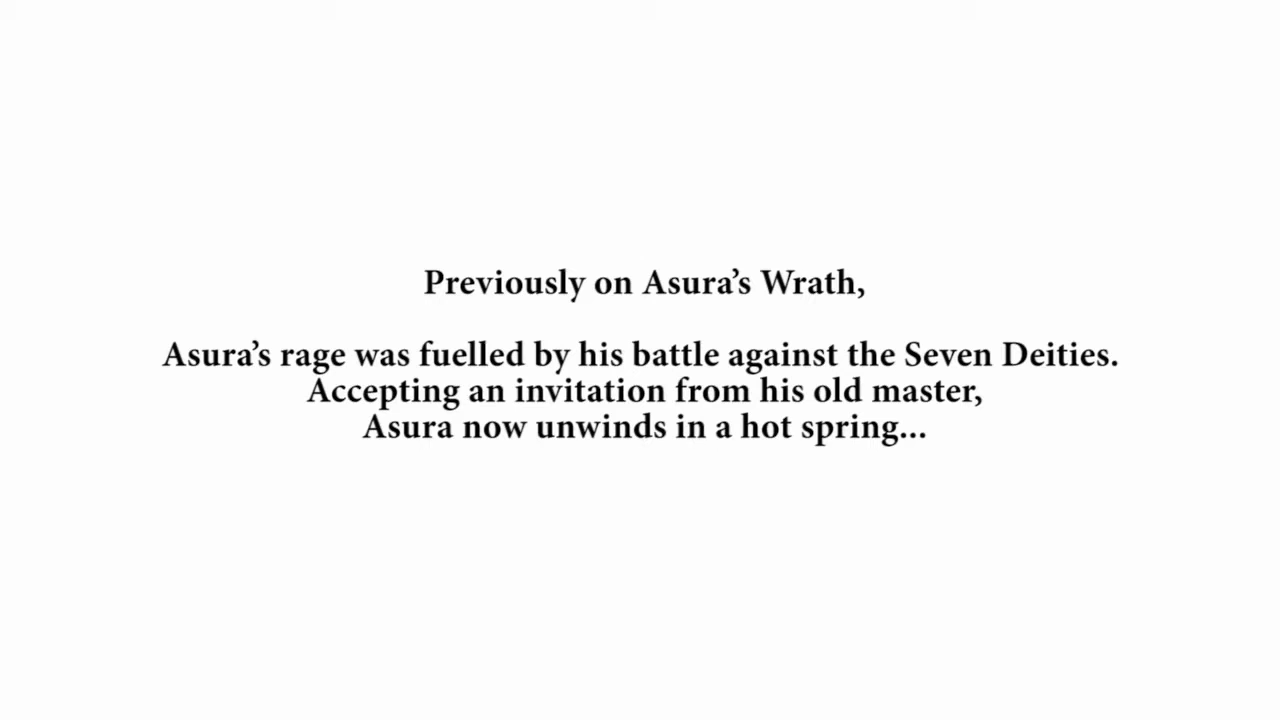 Previously on Asura’s Wrath,
Asura’s rage was fuelled by his battle against the Seven Deities.
Accepting an invitation from his old master,
Asura now unwinds in a hot spring...